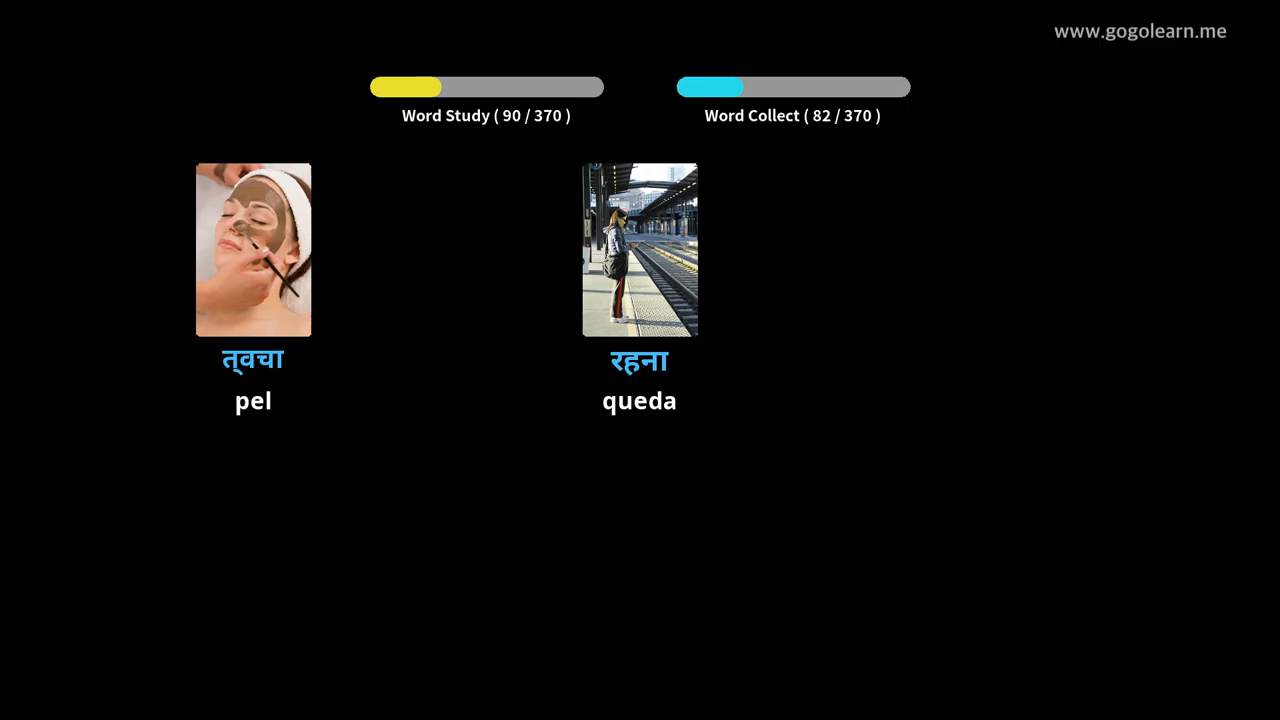 www.gogolearn.me
Word Study ( 90 / 370 )
Word Collect ( 82 / 370 )
त्वचा
pel
रहना
queda